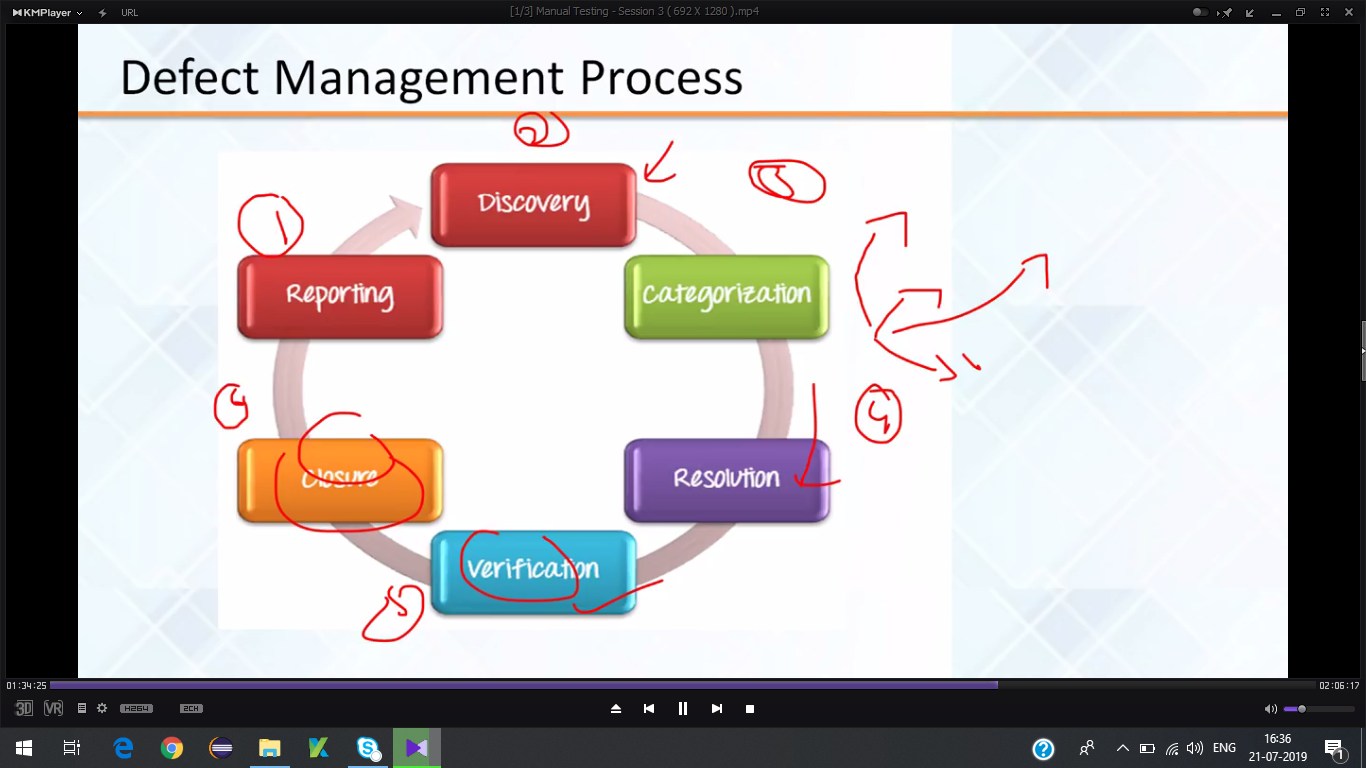 KMPlayer
URL
[1/3] Manual Testing - Session 3 ( 692 X 1280 ).mp4
Defect Management Process
2
Discovery
3
1
Reporting
Categorization
4
Closure
Resolution
Verification
5
01:34:25
02:06:17
3D VR H264 2CH
ENG
16:36
21-07-2019
1